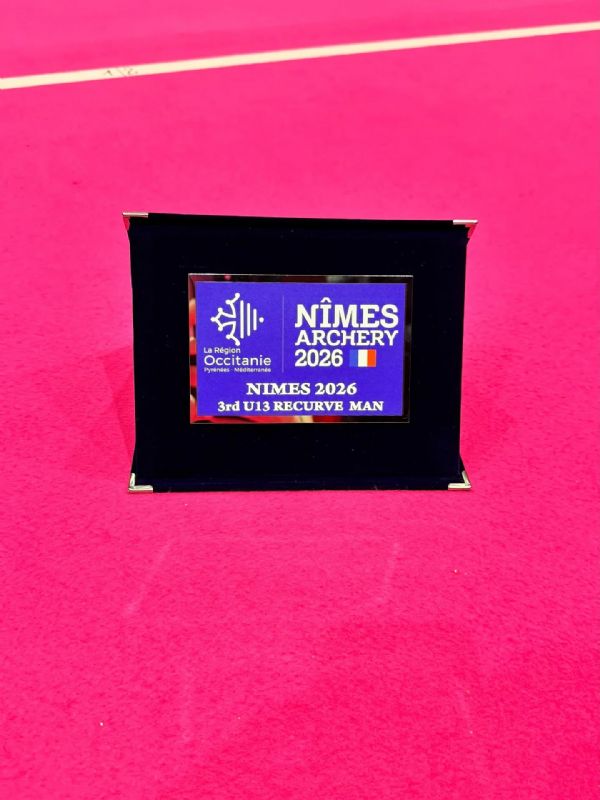 La Région
Occitanie
Pyrénées - Méditerranée
NÎMES
ARCHERY
2026
NIMES 2026
3rd U13 RECURVE MAN